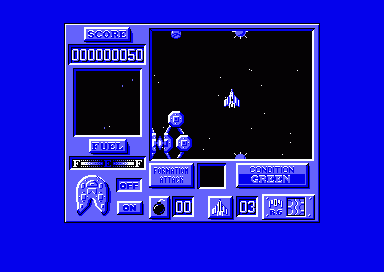 SCORE
000000050
FUEL
F F
FORMATION
ATTACK
CONDITION
GREEN
OFF
ON
00
03